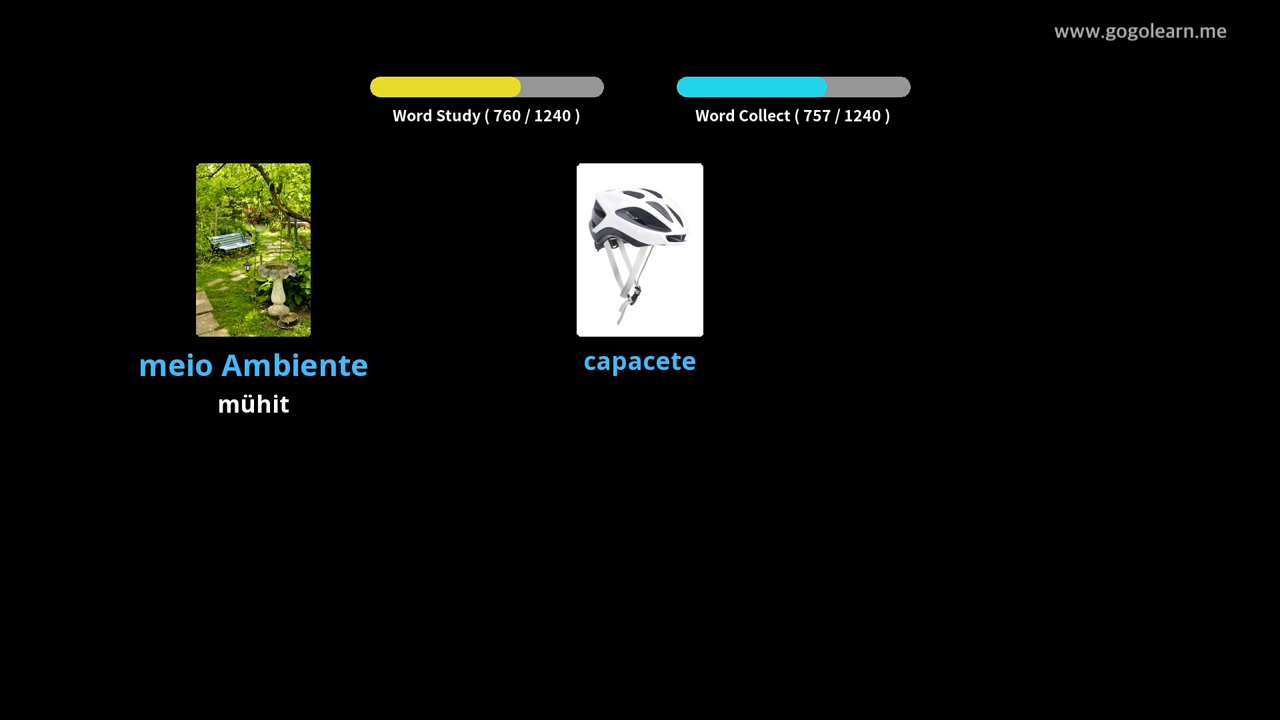 www.gogolearn.me
Word Study ( 760 / 1240 )
Word Collect ( 757 / 1240 )
meio Ambiente
mühit
capacete